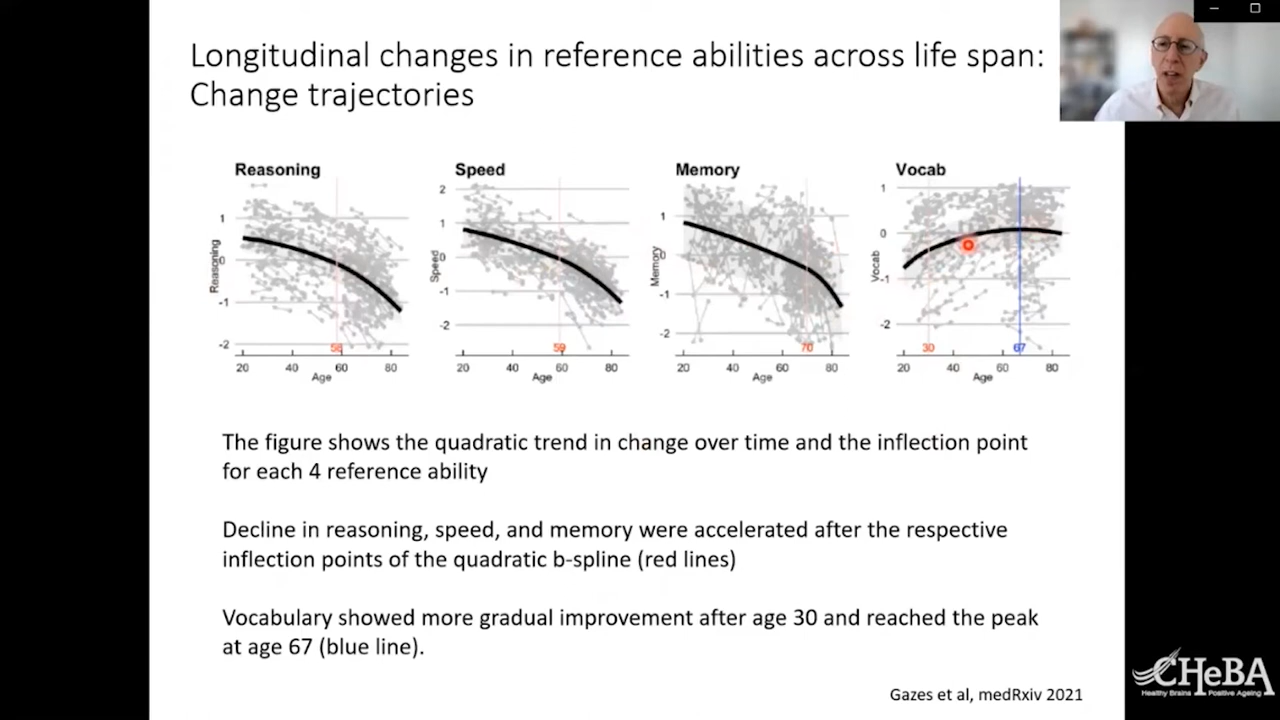 Longitudinal changes in reference abilities across life span:
Change trajectories
Reasoning
Speed
Memory
Vocab
Reasoning
1
0
-1
-2
58
20 40 60 80
Age
Speed
2
1
0
-1
-2
59
20 40 60 80
Age
Memory
1
0
-1
-2
70
20 40 60 80
Age
Vocab
1
0
-1
-2
30 67
20 40 60 80
Age
The figure shows the quadratic trend in change over time and the inflection point
for each 4 reference ability
Decline in reasoning, speed, and memory were accelerated after the respective
inflection points of the quadratic b-spline (red lines)
Vocabulary showed more gradual improvement after age 30 and reached the peak
at age 67 (blue line).
Gazes et al, medRxiv 2021
CHeBA
Healthy Brains Positive Ageing